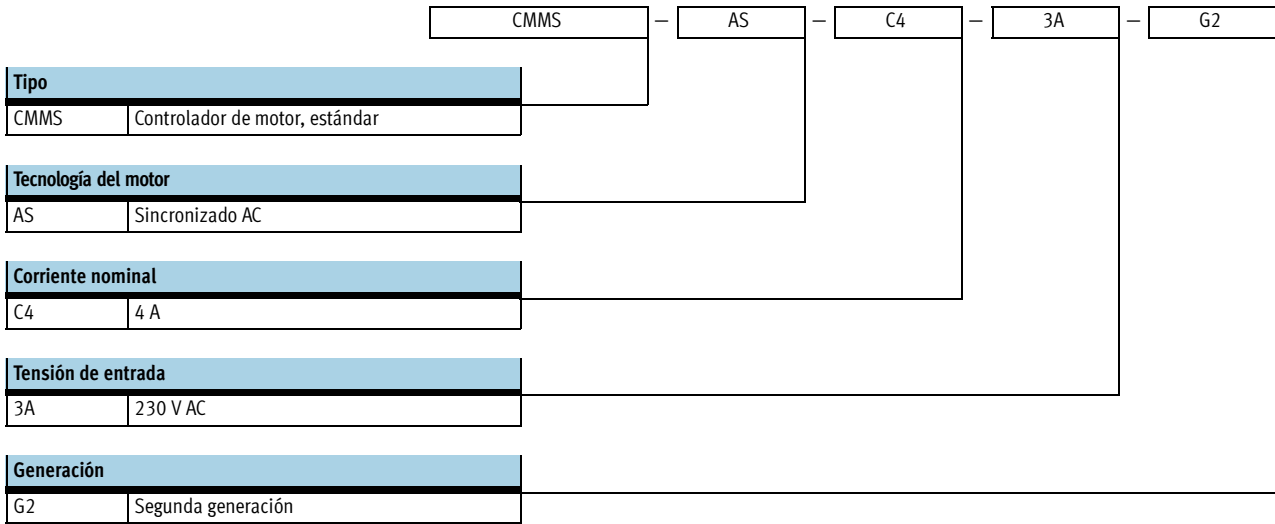 CMMS – AS – C4 – 3A – G2
Tipo
CMMS Controlador de motor, estándar
Tecnología del motor
AS Sincronizado AC
Corriente nominal
C4 4 A
Tensión de entrada
3A 230 V AC
Generación
G2 Segunda generación